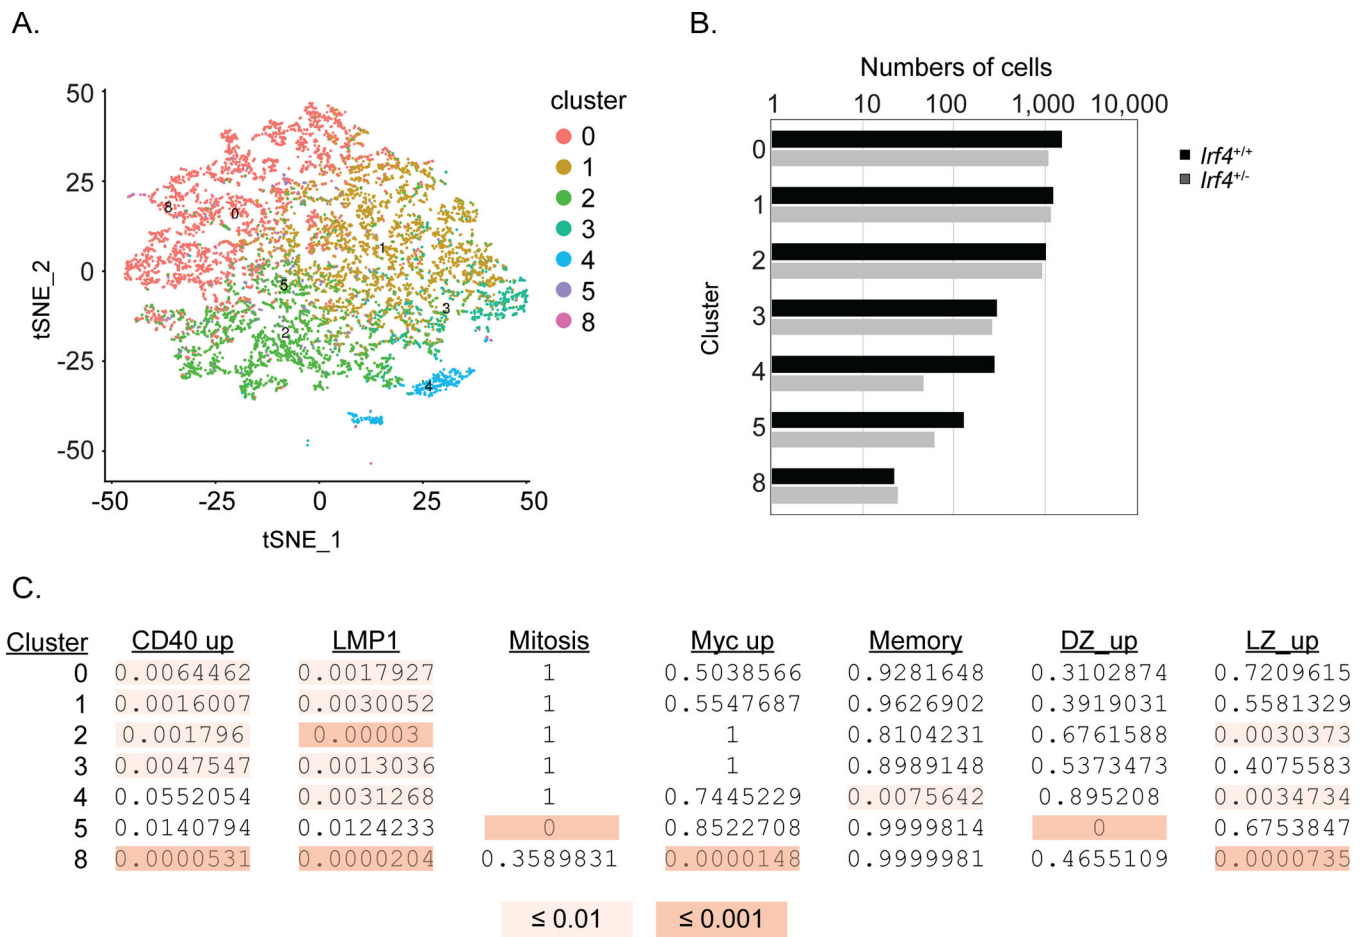 A.
50
25
0
-25
-50
-50 -25 0 25 50
tSNE_2
tSNE_1
8
0
1
5
3
2
4
cluster
0
1
2
3
4
5
8
B.
Numbers of cells
1 10 100 1,000 10,000
Cluster
0
1
2
3
4
5
8
Irf4+/+
Irf4+/-
C.
Cluster CD40 up LMP1 Mitosis Myc up Memory DZ_up LZ_up
0 0.0064462 0.0017927 1 0.5038566 0.9281648 0.3102874 0.7209615
1 0.0016007 0.0030052 1 0.5547687 0.9626902 0.3919031 0.5581329
2 0.001796 0.00003 1 1 0.8104231 0.6761588 0.0030373
3 0.0047547 0.0013036 1 1 0.8989148 0.5373473 0.4075583
4 0.0552054 0.0031268 1 0.7445229 0.0075642 0.895208 0.0034734
5 0.0140794 0.0124233 0 0.8522708 0.9999814 0 0.6753847
8 0.0000531 0.0000204 0.3589831 0.0000148 0.9999981 0.4655109 0.0000735
≤ 0.01 ≤ 0.001